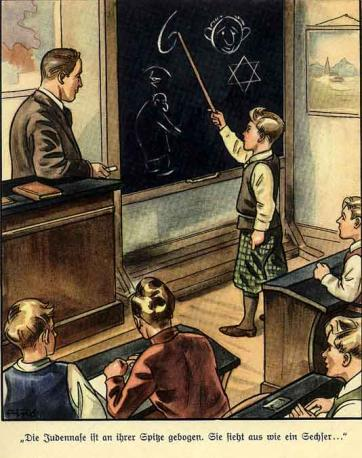 6
„Die Judennase ist an ihrer Spitze gebogen. Sie sieht aus wie ein Sechser...“